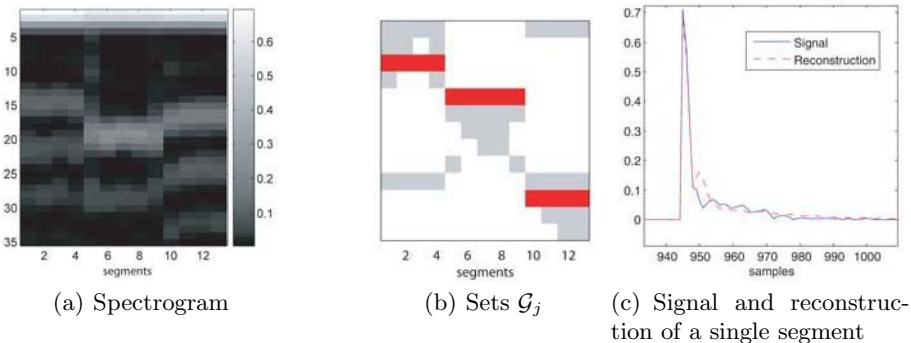 5
10
15
20
25
30
35
2 4 6 8 10 12
segments
0.6
0.5
0.4
0.3
0.2
0.1
(a) Spectrogram
2 4 6 8 10 12
segments
(b) Sets 𝒢j
0.7
0.6
0.5
0.4
0.3
0.2
0.1
0
940 950 960 970 980 990 1000
samples
Signal
Reconstruction
(c) Signal and reconstruc-
tion of a single segment